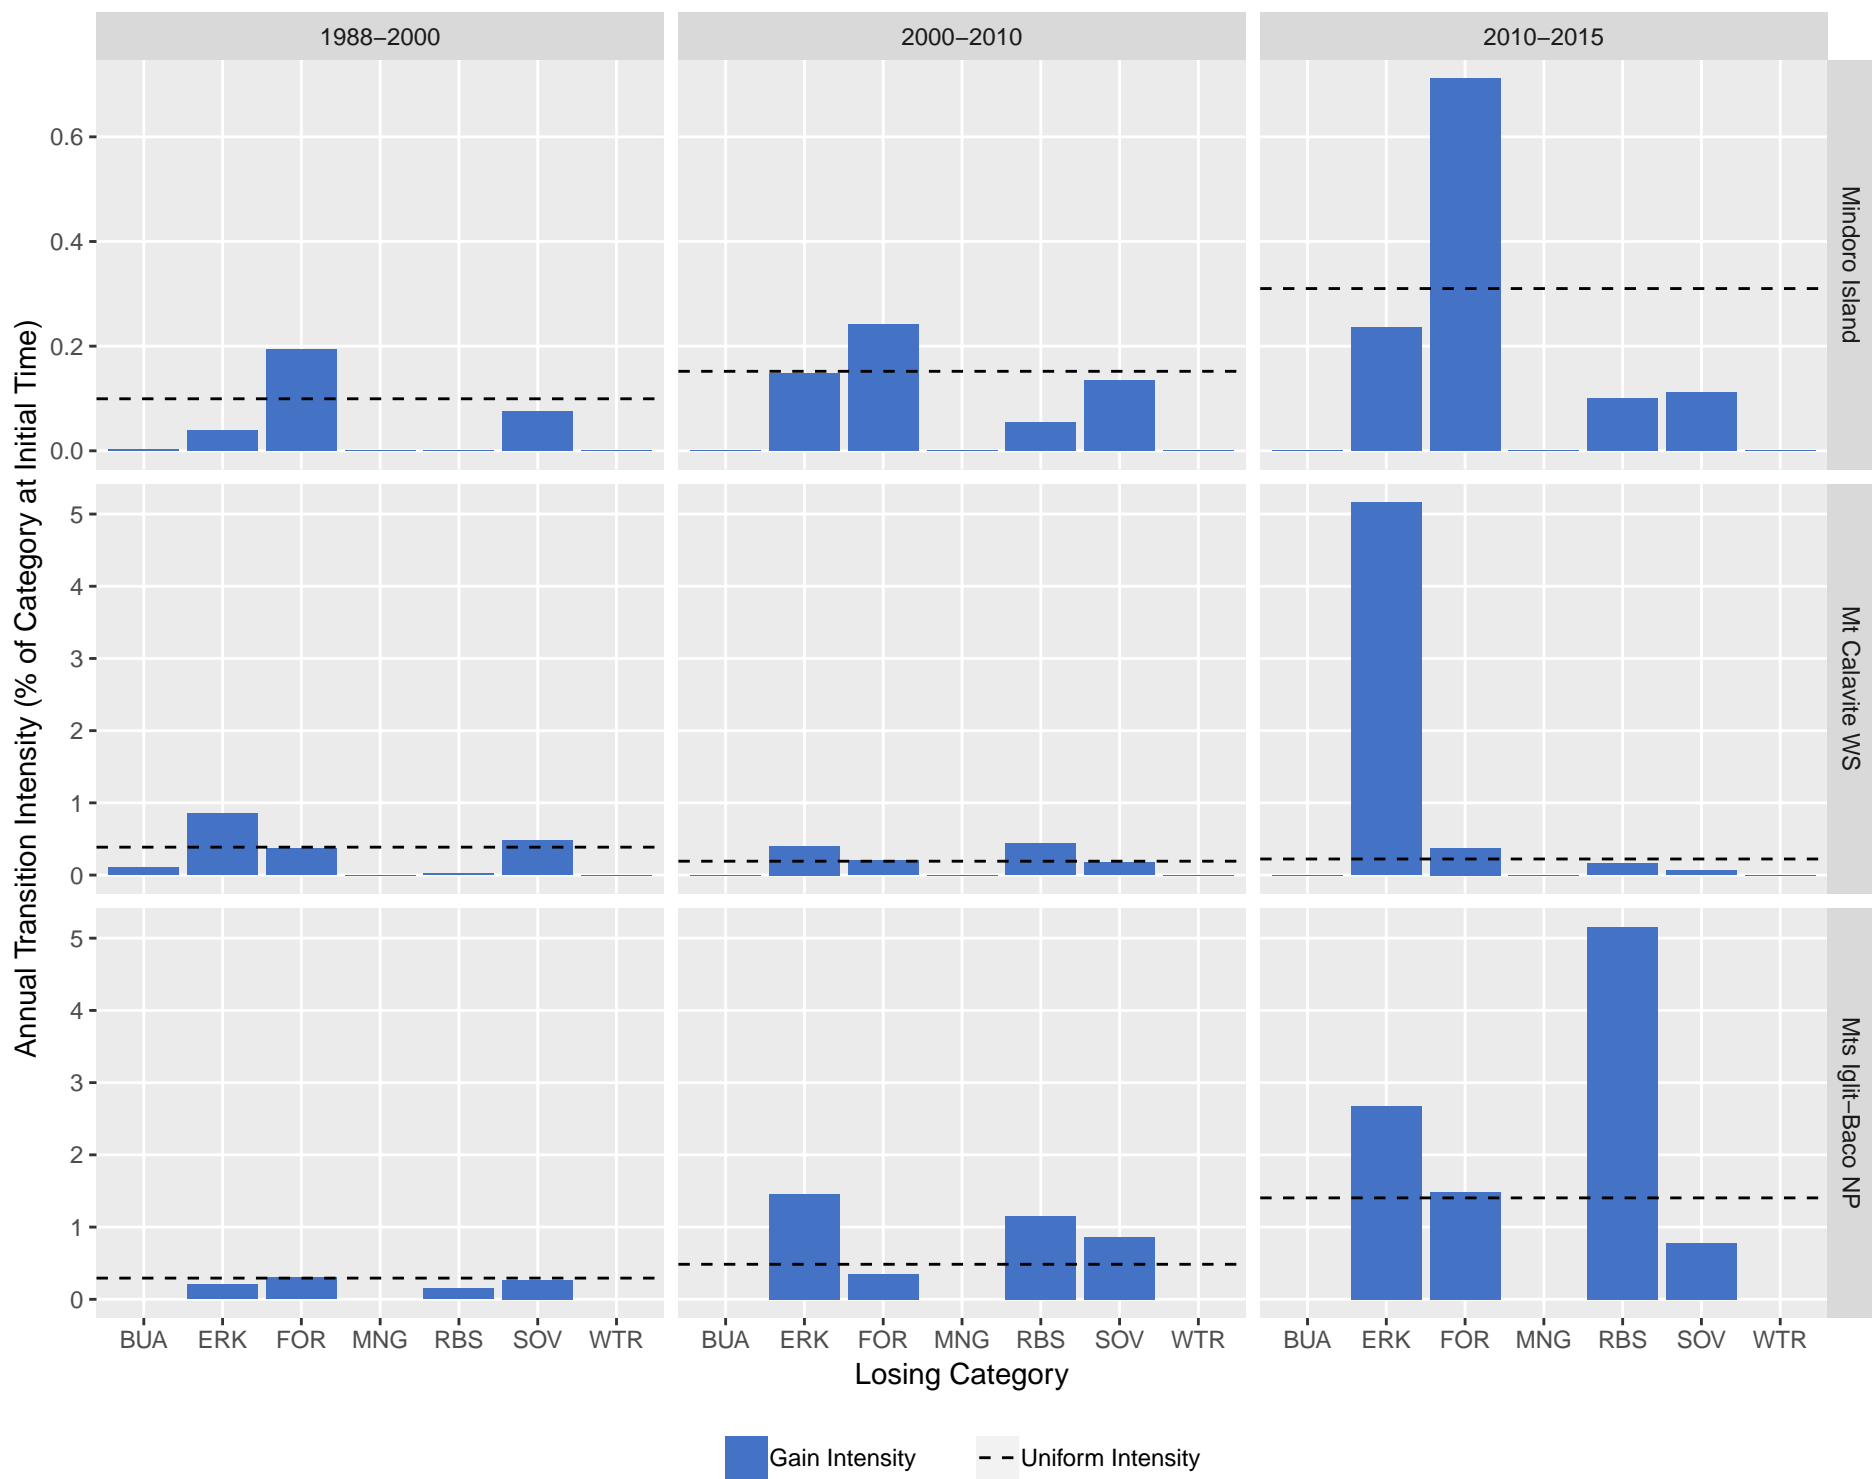 1988−2000
2000−2010
2010−2015
Mindoro Island
Mt Calavite WS
Mts Iglit−Baco NP
Annual Transition Intensity (% of Category at Initial Time)
0.6
0.4
0.2
0.0
5
4
3
2
1
0
5
4
3
2
1
0
BUA ERK FOR MNG RBS SOV WTR
BUA ERK FOR MNG RBS SOV WTR
BUA ERK FOR MNG RBS SOV WTR
Losing Category
Gain Intensity
Uniform Intensity